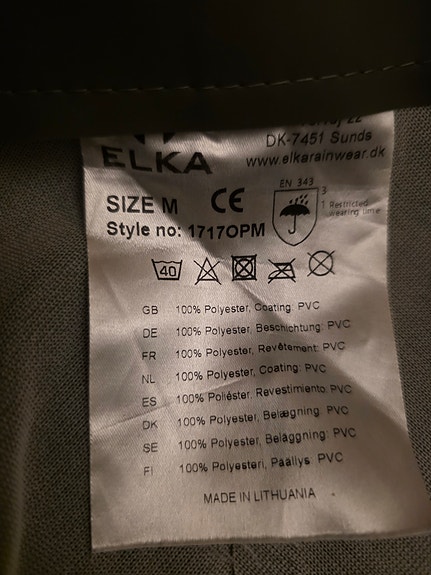 DK-7451 Sunds
ELKA
www.elkarainwear.dk
SIZE M
CE
EN 343
3
1 Restricted
wearing time
Style no: 1717OPM
40
GB 100% Polyester, Coating: PVC
DE 100% Polyester, Beschichtung: PVC
FR 100% Polyester, Revêtement: PVC
NL 100% Polyester, Coating: PVC
ES 100% Poliéster, Revestimiento: PVC
DK 100% Polyester, Belægning: PVC
SE 100% Polyester, Beläggning: PVC
FI 100% Polyesteri, Päällys: PVC
MADE IN LITHUANIA